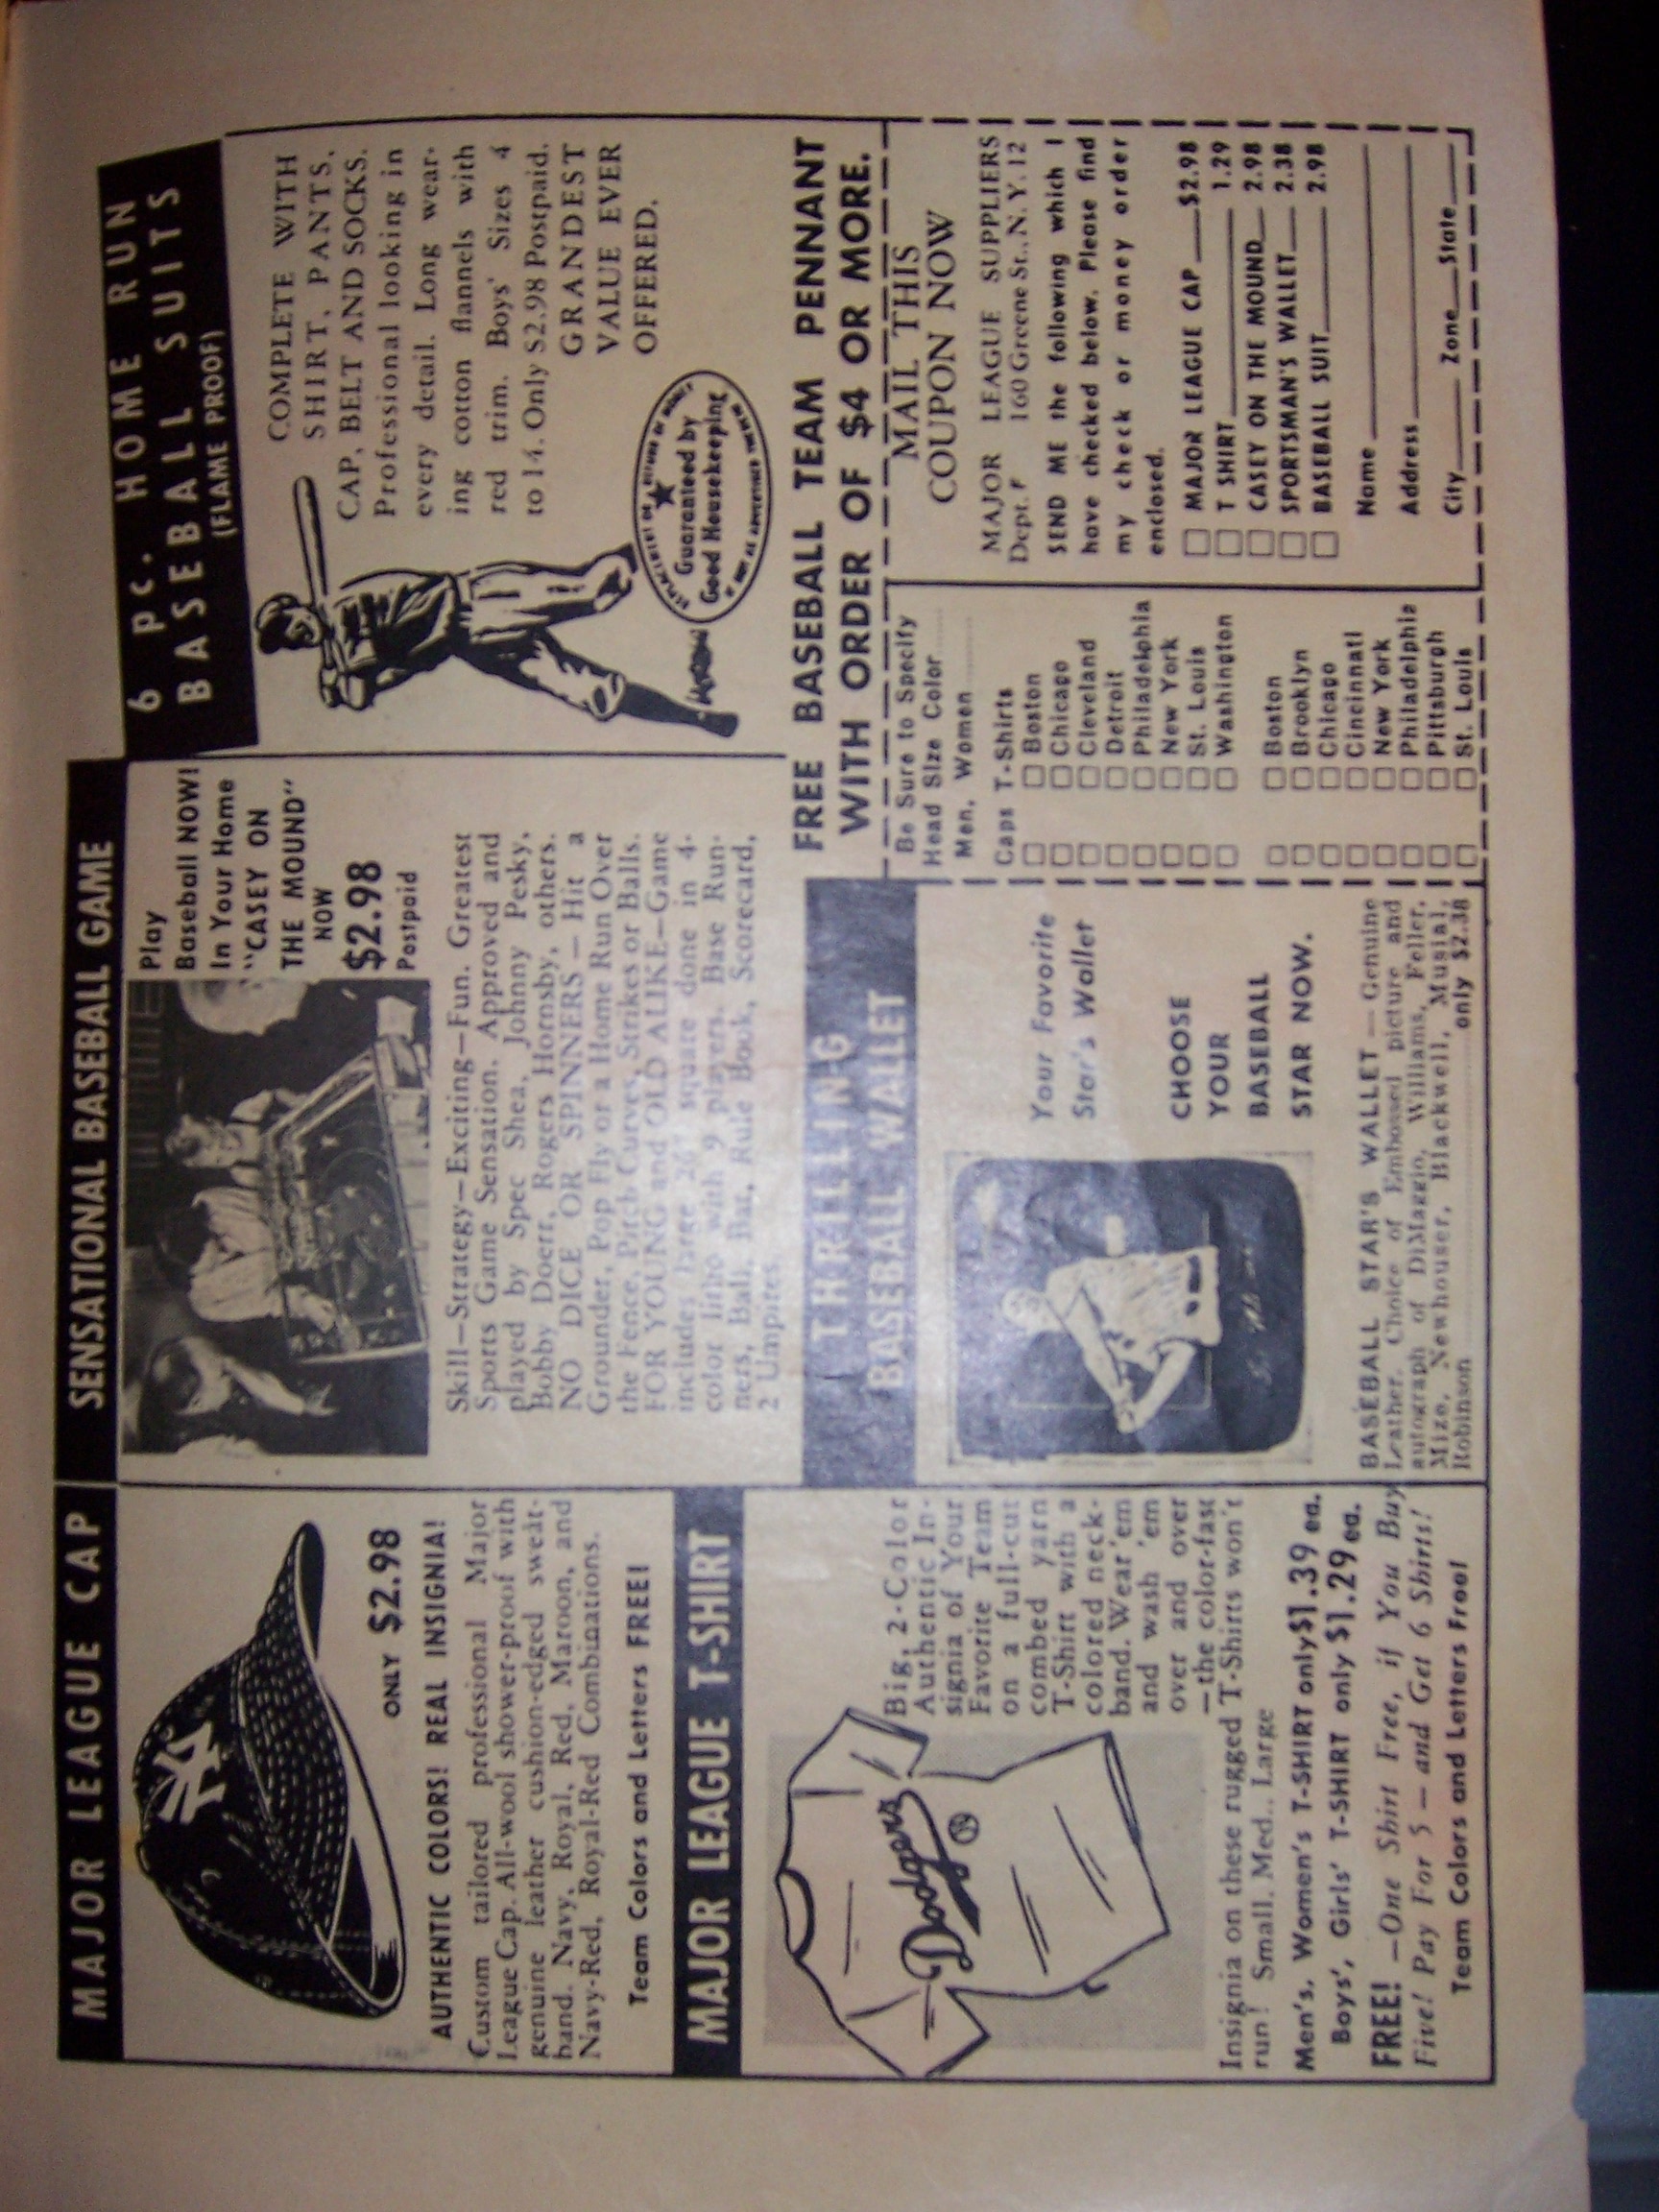 MAJOR LEAGUE CAP
ONLY $2.98
AUTHENTIC COLORS! REAL INSIGNIA!
Custom tailored professional Major
League Cap. All-wool shower-proof with
genuine leather cushion-edged sweat-
band. Navy, Royal, Red, Maroon, and
Navy-Red, Royal-Red Combinations.
Team Colors and Letters FREE!
MAJOR LEAGUE T-SHIRT
Dodgers
Big, 2-Color
Authentic In-
signia of Your
Favorite Team
on a full-cut
combed yarn
T-Shirt with a
colored neck-
band. Wear 'em
and wash 'em
over and over
—the color-fast
Insignia on these rugged T-Shirts won't
run! Small, Med., Large
Men's, Women's T-SHIRT only $1.39 ea.
Boys', Girls' T-SHIRT only $1.29 ea.
FREE! —One Shirt Free, if You Buy
Five! Pay For 5 — and Get 6 Shirts!
Team Colors and Letters Free!
SENSATIONAL BASEBALL GAME
Play
Baseball NOW!
In Your Home
"CASEY ON
THE MOUND"
NOW
$2.98
Postpaid
Skill—Strategy—Exciting—Fun. Greatest
Sports Game Sensation. Approved and
played by Spec Shea, Johnny Pesky,
Bobby Doerr, Rogers Hornsby, others.
NO DICE OR SPINNERS — Hit a
Grounder, Pop Fly or a Home Run Over
the Fence, Pitch Curves, Strikes or Balls.
FOR YOUNG and OLD ALIKE—Game
includes large 26" square done in 4-
color litho with 9 players. Base Run-
ners, Ball, Bat, Rule Book, Scorecard,
2 Umpires.
THRILLING
BASEBALL WALLET
Your Favorite
Star's Wallet
CHOOSE
YOUR
BASEBALL
STAR NOW.
BASEBALL STAR'S WALLET — Genuine
Leather. Choice of Embossed picture and
autograph of DiMaggio, Williams, Feller,
Mize, Newhouser, Blackwell, Musial,
Robinson only $2.38
6 pc. HOME RUN
BASEBALL SUITS
(FLAME PROOF)
COMPLETE WITH
SHIRT, PANTS,
CAP, BELT AND SOCKS.
Professional looking in
every detail. Long wear-
ing cotton flannels with
red trim. Boys' Sizes 4
to 14. Only $2.98 Postpaid.
GRANDEST
VALUE EVER
OFFERED.
REPLACEMENT OR REFUND OF MONEY
Guaranteed by
Good Housekeeping
IF NOT AS ADVERTISED THEREIN
FREE BASEBALL TEAM PENNANT
WITH ORDER OF $4 OR MORE.
Be Sure to Specify
Head Size Color
Men, Women
Caps T-Shirts
Boston
Chicago
Cleveland
Detroit
Philadelphia
New York
St. Louis
Washington
Boston
Brooklyn
Chicago
Cincinnati
New York
Philadelphia
Pittsburgh
St. Louis
MAIL THIS
COUPON NOW
MAJOR LEAGUE SUPPLIERS
Dept. F 160 Greene St., N. Y. 12
SEND ME the following which I
have checked below. Please find
my check or money order
enclosed.
MAJOR LEAGUE CAP $2.98
T SHIRT 1.29
CASEY ON THE MOUND 2.98
SPORTSMAN'S WALLET 2.38
BASEBALL SUIT 2.98
Name
Address
City Zone State